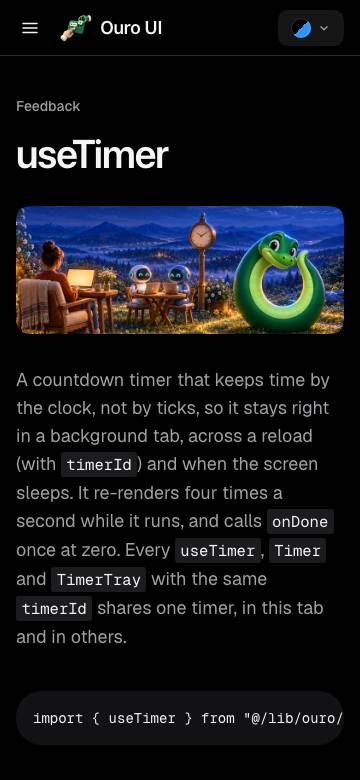 Ouro UI
Feedback
useTimer
A countdown timer that keeps time by
the clock, not by ticks, so it stays right
in a background tab, across a reload
(with timerId) and when the screen
sleeps. It re-renders four times a
second while it runs, and calls onDone
once at zero. Every useTimer, Timer
and TimerTray with the same
timerId shares one timer, in this tab
and in others.
import { useTimer } from "@/lib/ouro/